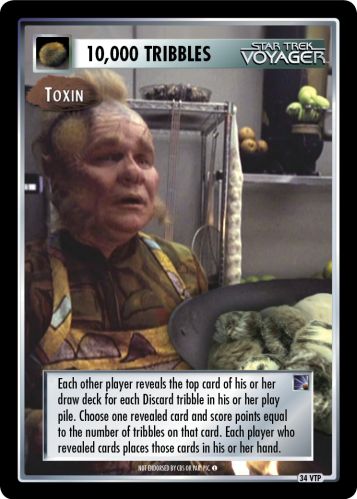 10,000 TRIBBLES
STAR TREK
VOYAGER
TOXIN
Each other player reveals the top card of his or her
draw deck for each Discard tribble in his or her play
pile. Choose one revealed card and score points equal
to the number of tribbles on that card. Each player who
revealed cards places those cards in his or her hand.
NOT ENDORSED BY CBS OR PAR. PIC.
34 VTP